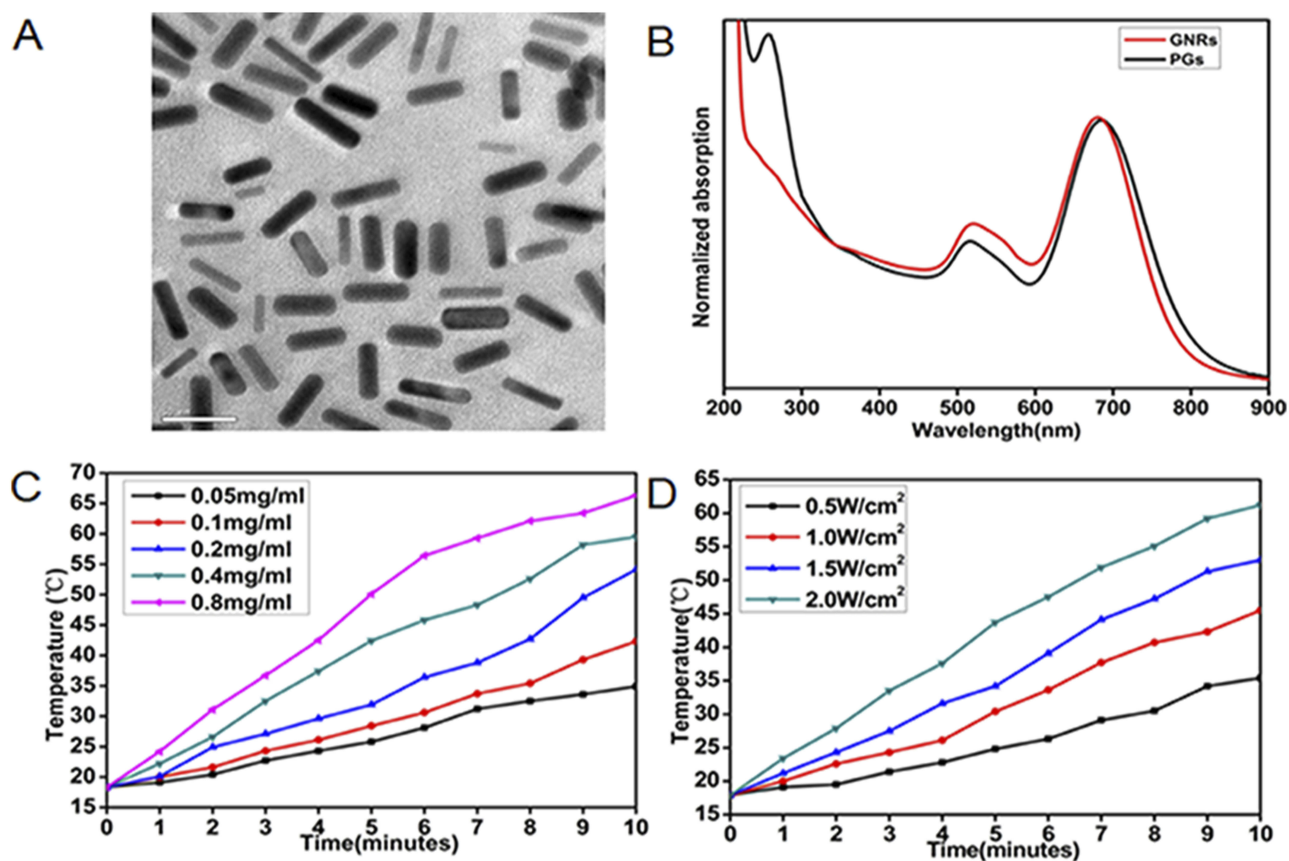 A
B
GNRs
PGs
Normalized absorption
200 300 400 500 600 700 800 900
Wavelength(nm)
C
70
65
60
55
50
45
40
35
30
25
20
15
Temperature (℃)
0.05mg/ml
0.1mg/ml
0.2mg/ml
0.4mg/ml
0.8mg/ml
0 1 2 3 4 5 6 7 8 9 10
Time(minutes)
D
65
60
55
50
45
40
35
30
25
20
15
Temperature(℃)
0.5W/cm²
1.0W/cm²
1.5W/cm²
2.0W/cm²
0 1 2 3 4 5 6 7 8 9 10
Time(minutes)